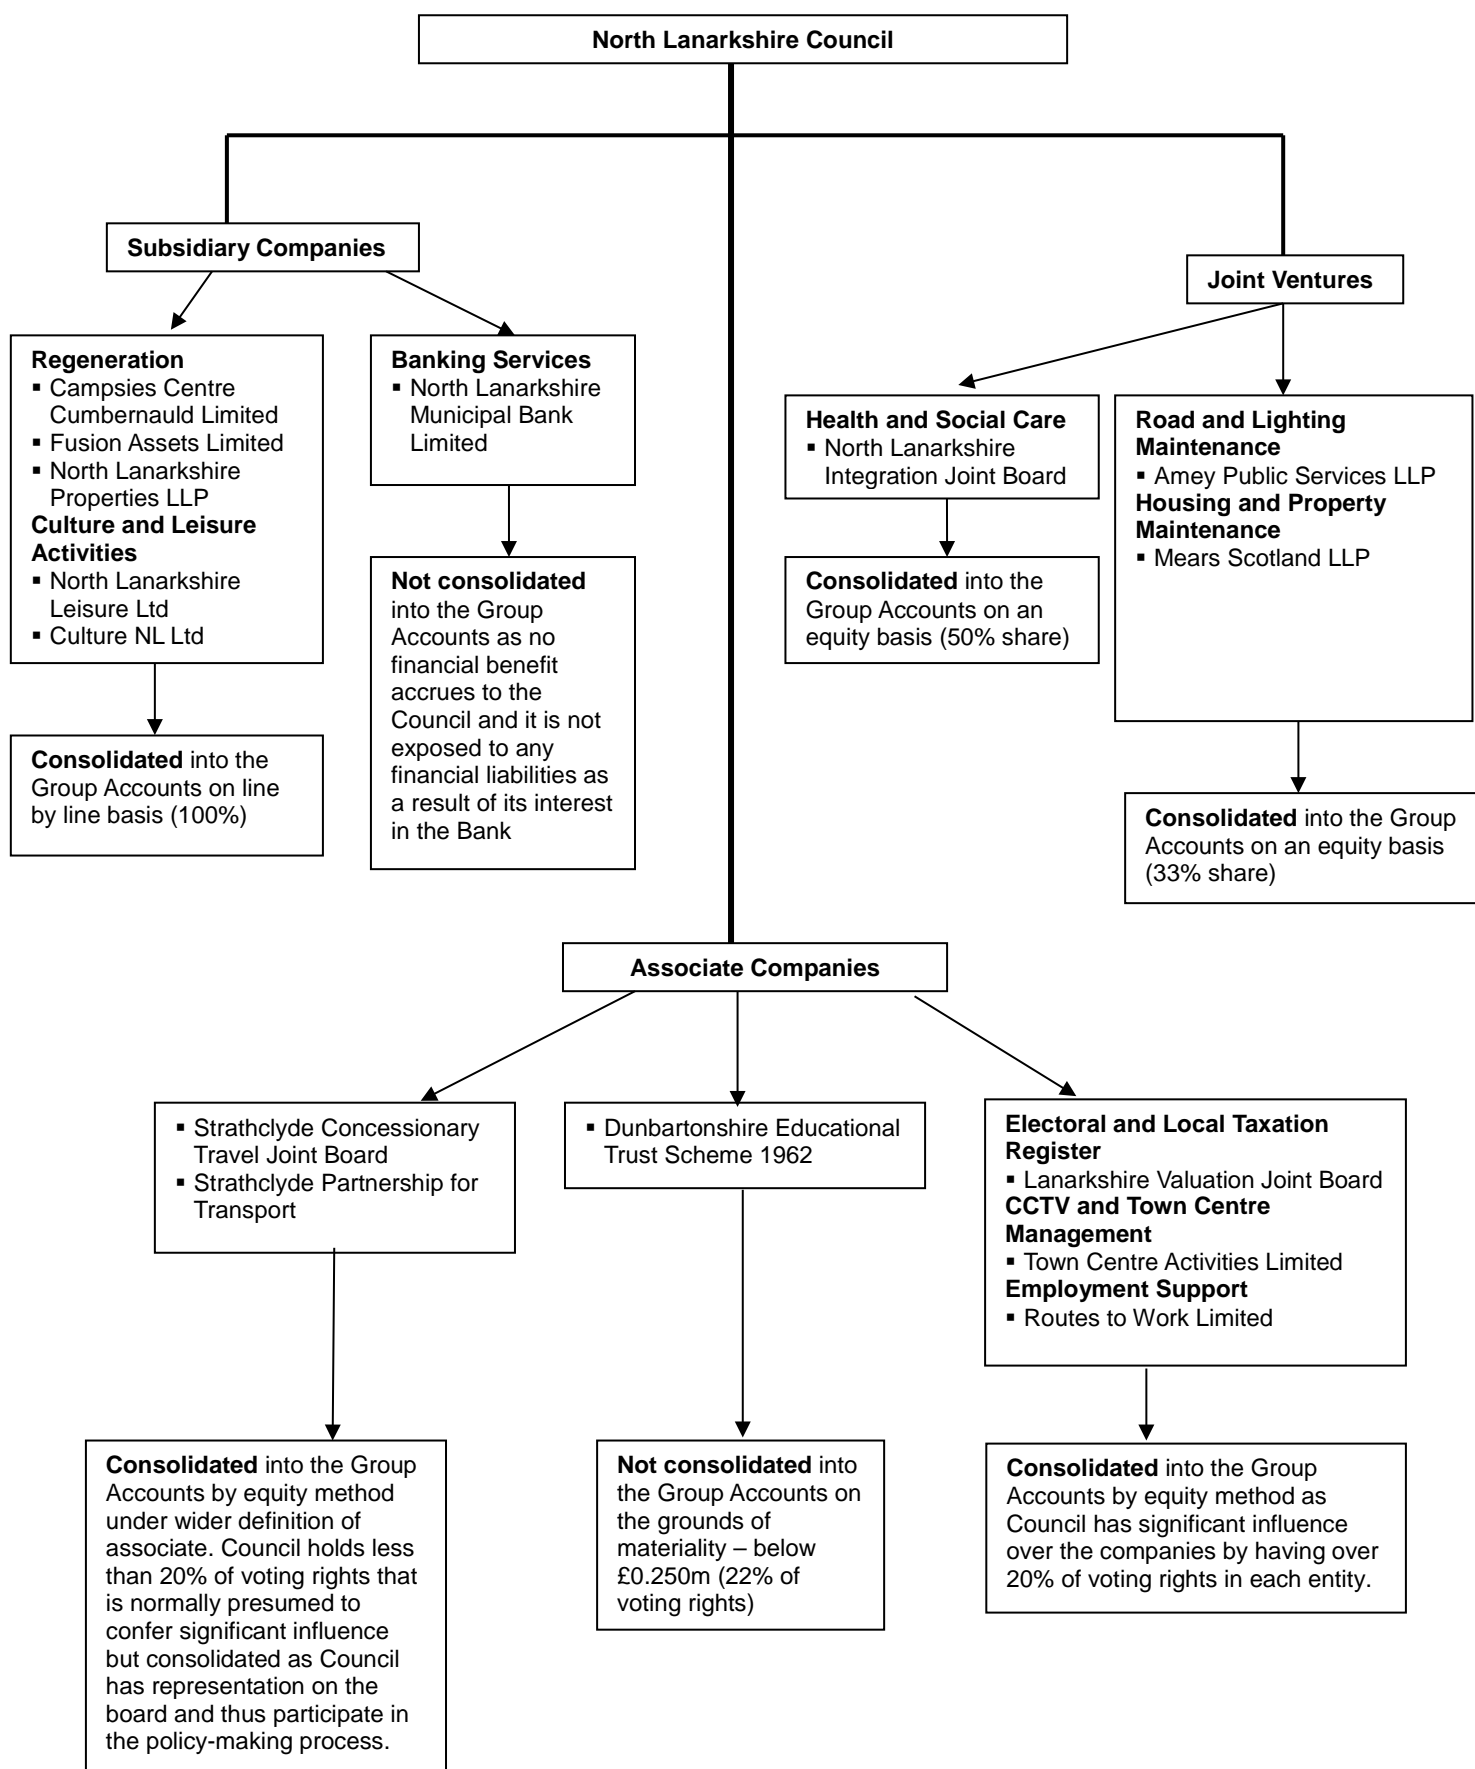 North Lanarkshire Council
Subsidiary Companies
Joint Ventures
Regeneration
▪ Campsies Centre
Cumbernauld Limited
▪ Fusion Assets Limited
▪ North Lanarkshire
Properties LLP
Culture and Leisure
Activities
▪ North Lanarkshire
Leisure Ltd
▪ Culture NL Ltd
Banking Services
▪ North Lanarkshire
Municipal Bank
Limited
Health and Social Care
▪ North Lanarkshire
Integration Joint Board
Road and Lighting
Maintenance
▪ Amey Public Services LLP
Housing and Property
Maintenance
▪ Mears Scotland LLP
Consolidated into the
Group Accounts on line
by line basis (100%)
Not consolidated
into the Group
Accounts as no
financial benefit
accrues to the
Council and it is not
exposed to any
financial liabilities as
a result of its interest
in the Bank
Consolidated into the
Group Accounts on an
equity basis (50% share)
Consolidated into the Group
Accounts on an equity basis
(33% share)
Associate Companies
▪ Strathclyde Concessionary
Travel Joint Board
▪ Strathclyde Partnership for
Transport
▪ Dunbartonshire Educational
Trust Scheme 1962
Electoral and Local Taxation
Register
▪ Lanarkshire Valuation Joint Board
CCTV and Town Centre
Management
▪ Town Centre Activities Limited
Employment Support
▪ Routes to Work Limited
Consolidated into the Group
Accounts by equity method
under wider definition of
associate. Council holds less
than 20% of voting rights that
is normally presumed to
confer significant influence
but consolidated as Council
has representation on the
board and thus participate in
the policy-making process.
Not consolidated into
the Group Accounts on
the grounds of
materiality – below
£0.250m (22% of
voting rights)
Consolidated into the Group
Accounts by equity method as
Council has significant influence
over the companies by having over
20% of voting rights in each entity.